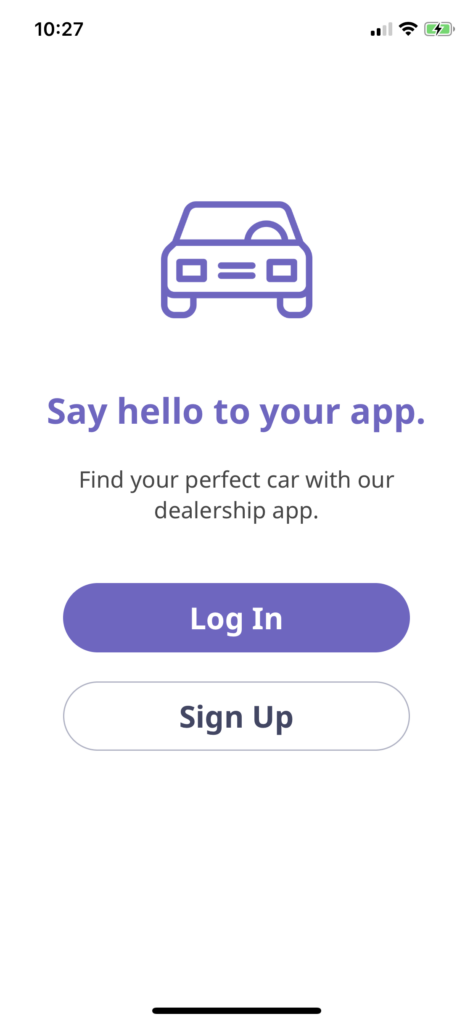 10:27
Say hello to your app.
Find your perfect car with our
dealership app.
Log In
Sign Up